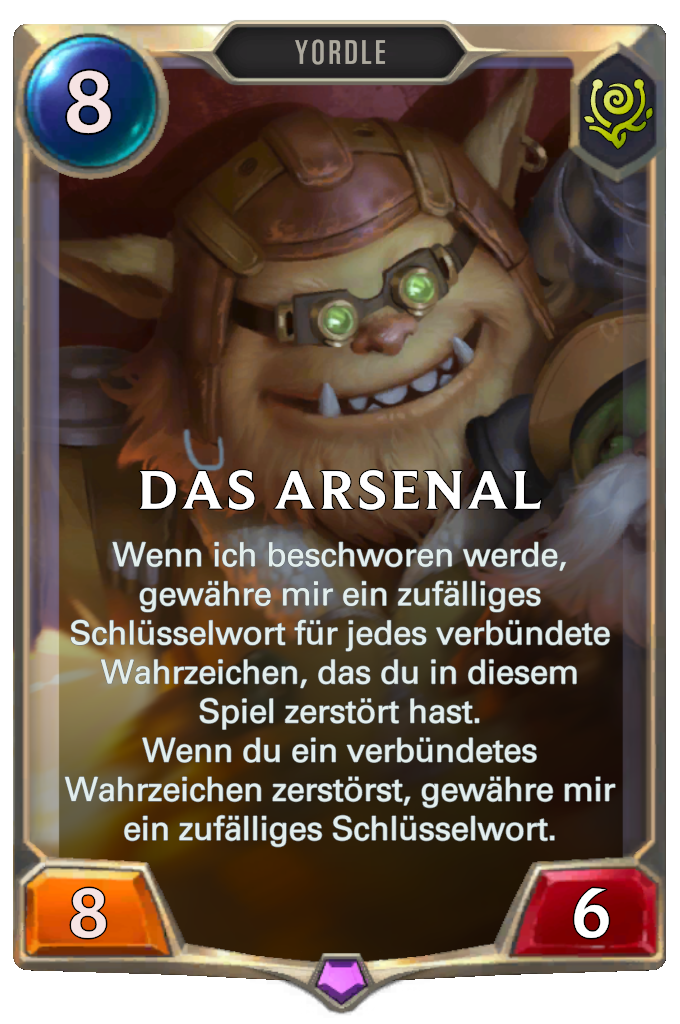 YORDLE
8
DAS ARSENAL
Wenn ich beschworen werde,
gewähre mir ein zufälliges
Schlüsselwort für jedes verbündete
Wahrzeichen, das du in diesem
Spiel zerstört hast.
Wenn du ein verbündetes
Wahrzeichen zerstörst, gewähre mir
ein zufälliges Schlüsselwort.
8
6